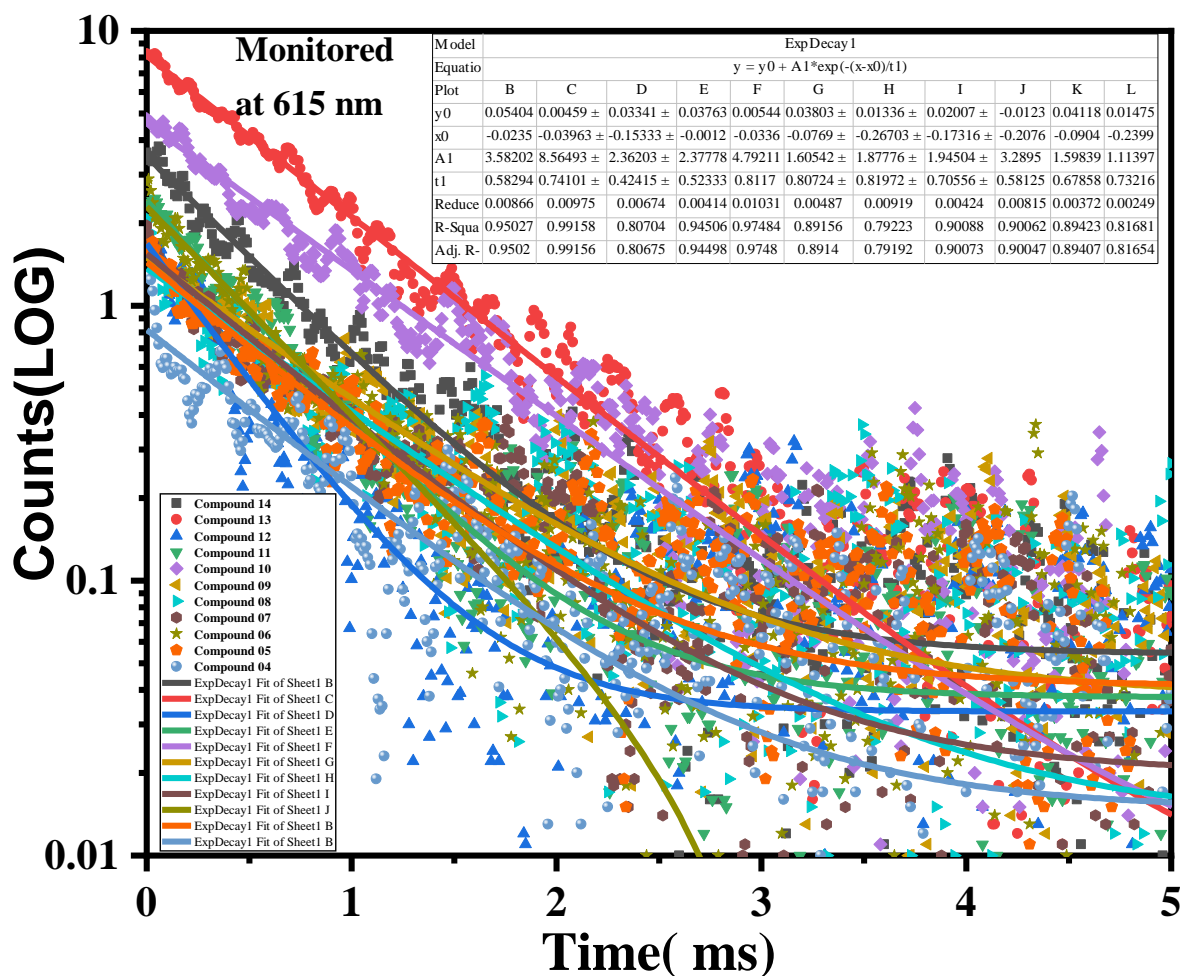 10
1
0.1
0.01
Counts(LOG)
Monitored
at 615 nm
Model ExpDecay1
Equatio y = y0 + A1*exp(-(x-x0)/t1)
Plot B C D E F G H I J K L
y0 0.05404 0.00459 ± 0.03341 ± 0.03763 0.00544 0.03803 ± 0.01336 ± 0.02007 ± -0.0123 0.04118 0.01475
x0 -0.0235 -0.03963 ± -0.15333 ± -0.0012 -0.0336 -0.0769 ± -0.26703 ± -0.17316 ± -0.2076 -0.0904 -0.2399
A1 3.58202 8.56493 ± 2.36203 ± 2.37778 4.79211 1.60542 ± 1.87776 ± 1.94504 ± 3.2895 1.59839 1.11397
t1 0.58294 0.74101 ± 0.42415 ± 0.52333 0.8117 0.80724 ± 0.81972 ± 0.70556 ± 0.58125 0.67858 0.73216
Reduce 0.00866 0.00975 0.00674 0.00414 0.01031 0.00487 0.00919 0.00424 0.00815 0.00372 0.00249
R-Squa 0.95027 0.99158 0.80704 0.94506 0.97484 0.89156 0.79223 0.90088 0.90062 0.89423 0.81681
Adj. R- 0.9502 0.99156 0.80675 0.94498 0.9748 0.8914 0.79192 0.90073 0.90047 0.89407 0.81654
Compound 14
Compound 13
Compound 12
Compound 11
Compound 10
Compound 09
Compound 08
Compound 07
Compound 06
Compound 05
Compound 04
ExpDecay1 Fit of Sheet1 B
ExpDecay1 Fit of Sheet1 C
ExpDecay1 Fit of Sheet1 D
ExpDecay1 Fit of Sheet1 E
ExpDecay1 Fit of Sheet1 F
ExpDecay1 Fit of Sheet1 G
ExpDecay1 Fit of Sheet1 H
ExpDecay1 Fit of Sheet1 I
ExpDecay1 Fit of Sheet1 J
ExpDecay1 Fit of Sheet1 B
ExpDecay1 Fit of Sheet1 B
0 1 2 3 4 5
Time( ms)